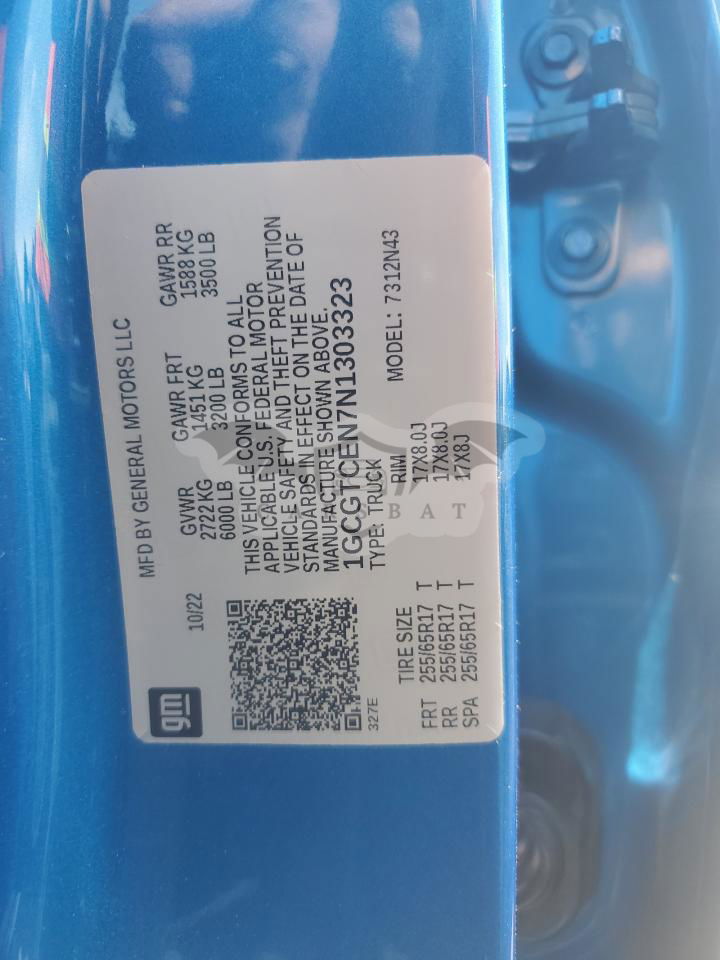 MFD BY GENERAL MOTORS LLC
gm
10/22
GVWR GAWR FRT GAWR RR
2722 KG 1451 KG 1588 KG
6000 LB 3200 LB 3500 LB
THIS VEHICLE CONFORMS TO ALL
APPLICABLE U.S. FEDERAL MOTOR
VEHICLE SAFETY AND THEFT PREVENTION
STANDARDS IN EFFECT ON THE DATE OF
MANUFACTURE SHOWN ABOVE.
1GCGTCEN7N1303323
327E
TYPE: TRUCK MODEL: 7312N43
TIRE SIZE RIM
FRT 255/65R17 T 17X8.0J
RR 255/65R17 T 17X8.0J
SPA 255/65R17 T 17X8J